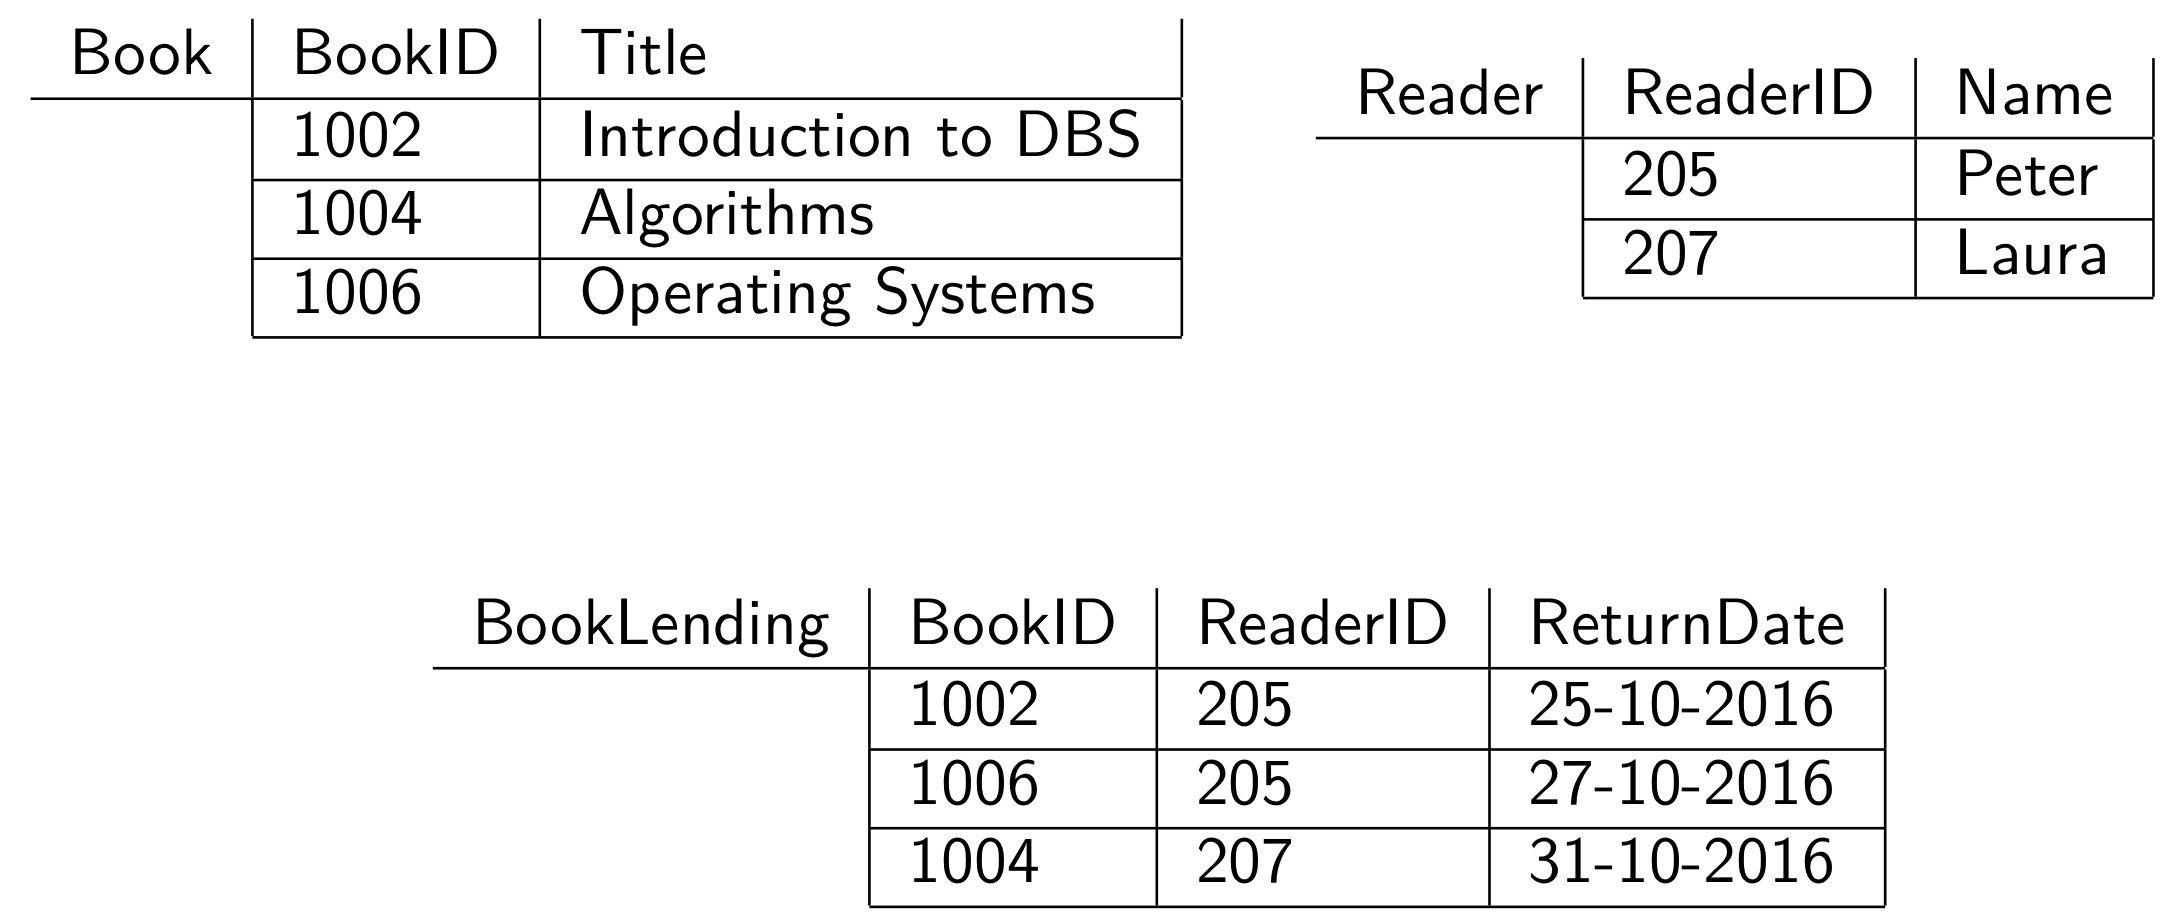 Book BookID Title
1002 Introduction to DBS
1004 Algorithms
1006 Operating Systems
Reader ReaderID Name
205 Peter
207 Laura
BookLending BookID ReaderID ReturnDate
1002 205 25-10-2016
1006 205 27-10-2016
1004 207 31-10-2016